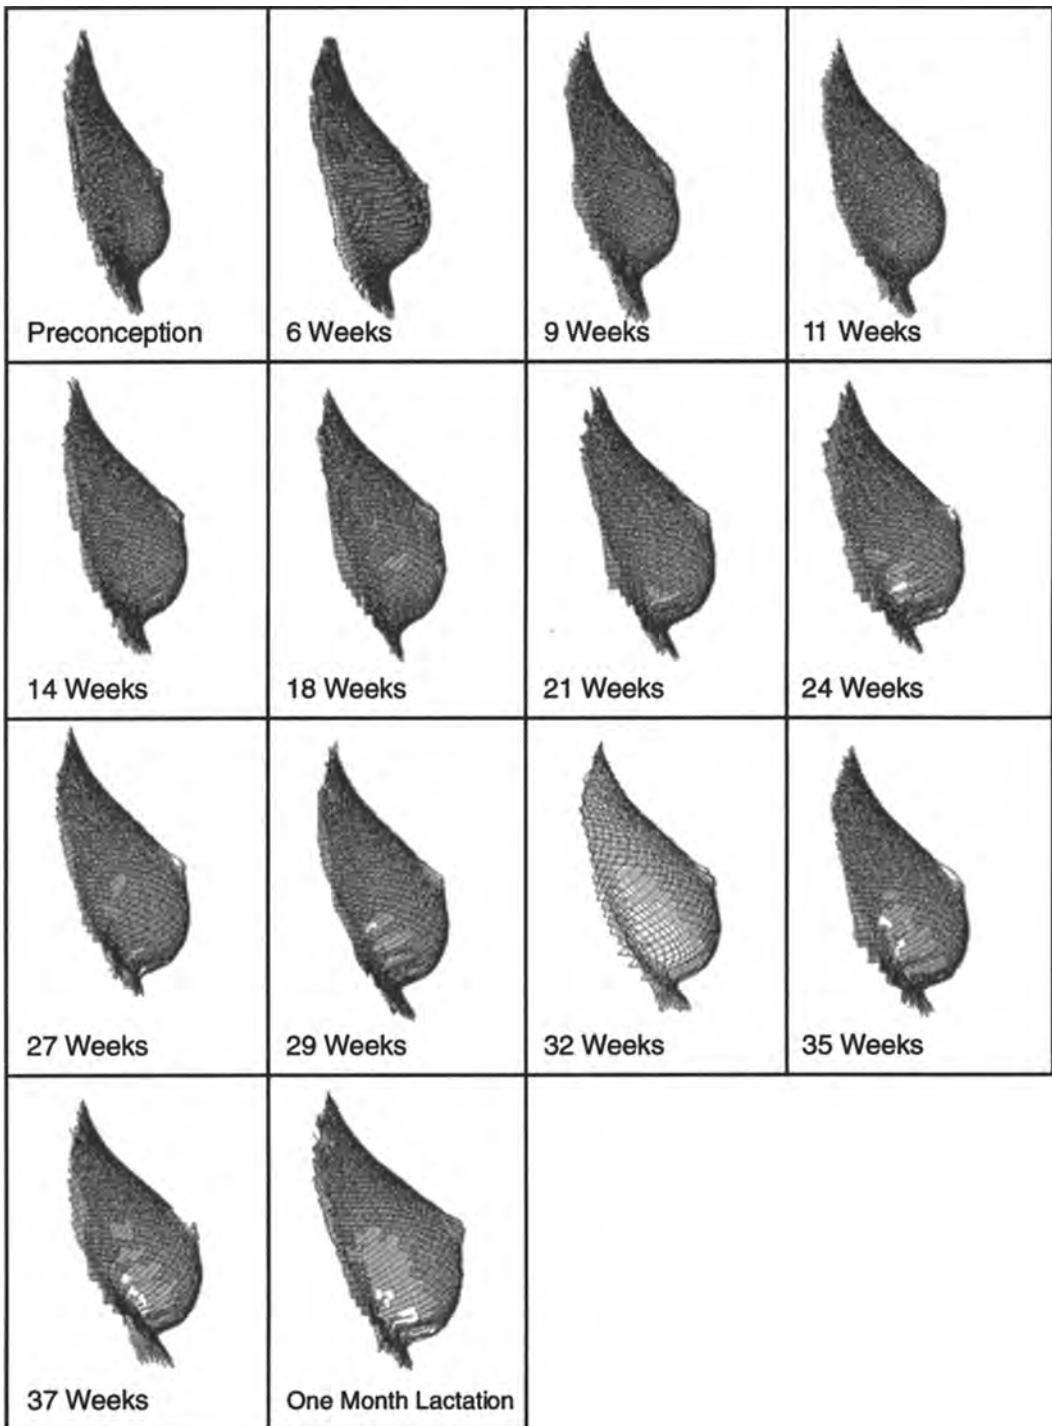 Preconception
6 Weeks
9 Weeks
11 Weeks
14 Weeks
18 Weeks
21 Weeks
24 Weeks
27 Weeks
29 Weeks
32 Weeks
35 Weeks
37 Weeks
One Month Lactation